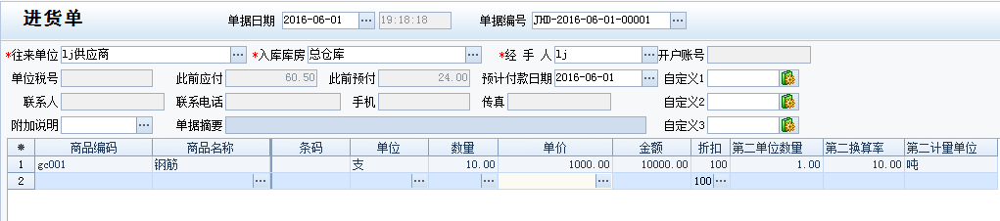 进货单 单据日期 2016-06-01 19:18:18 单据编号 JHD-2016-06-01-00001
*往来单位 lj供应商 *入库库房 总仓库 *经 手 人 lj 开户账号
单位税号 此前应付 60.50 此前预付 24.00 预计付款日期 2016-06-01 自定义1
联系人 联系电话 手机 传真 自定义2
附加说明 单据摘要 自定义3
* 商品编码 商品名称 条码 单位 数量 单价 金额 折扣 第二单位数量 第二换算率 第二计量单位
1 gc001 钢筋 支 10.00 1000.00 10000.00 100 1.00 10.00 吨
2 100